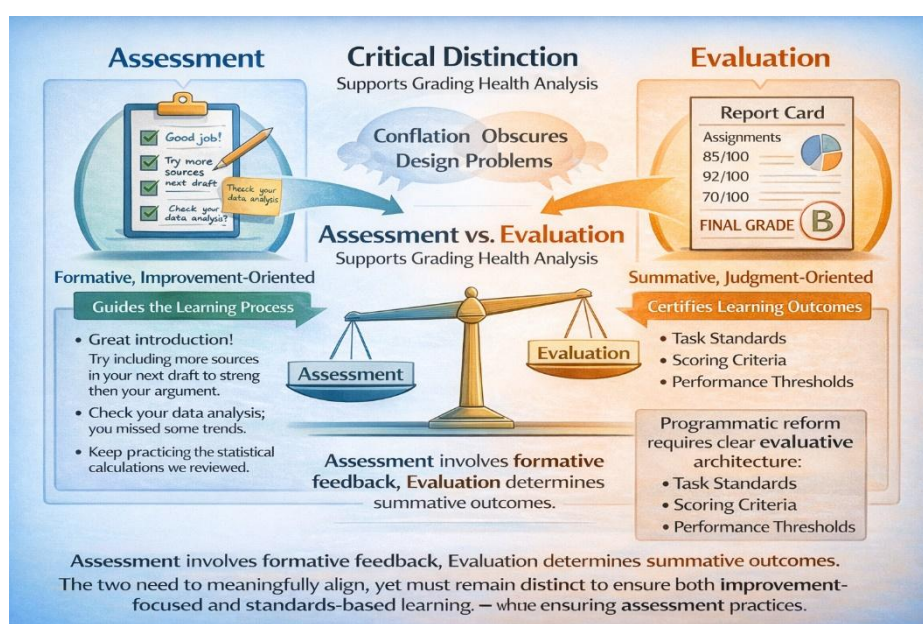 Assessment
Critical Distinction
Supports Grading Health Analysis
Evaluation
Good job!
Try more
sources
next draft
Check your
data analysis?
Theeck your
data analysis
Conflation Obscures
Design Problems
Report Card
Assignments
85/100
92/100
70/100
FINAL GRADE B
Assessment vs. Evaluation
Supports Grading Health Analysis
Formative, Improvement-Oriented
Guides the Learning Process
• Great introduction!
Try including more sources
in your next draft to streng
then your argument.
• Check your data analysis;
you missed some trends.
• Keep practicing the statistical
calculations we reviewed.
Assessment
Evaluation
Assessment involves formative
feedback, Evaluation determines
summative outcomes.
Summative, Judgment-Oriented
Certifies Learning Outcomes
• Task Standards
• Scoring Criteria
• Performance Thresholds
Programmatic reform
requires clear evaluative
architecture:
• Task Standards
• Scoring Criteria
• Performance Thresholds
Assessment involves formative feedback, Evaluation determines summative outcomes.
The two need to meaningfully align, yet must remain distinct to ensure both improvement-
focused and standards-based learning. — ensuring assessment practices.